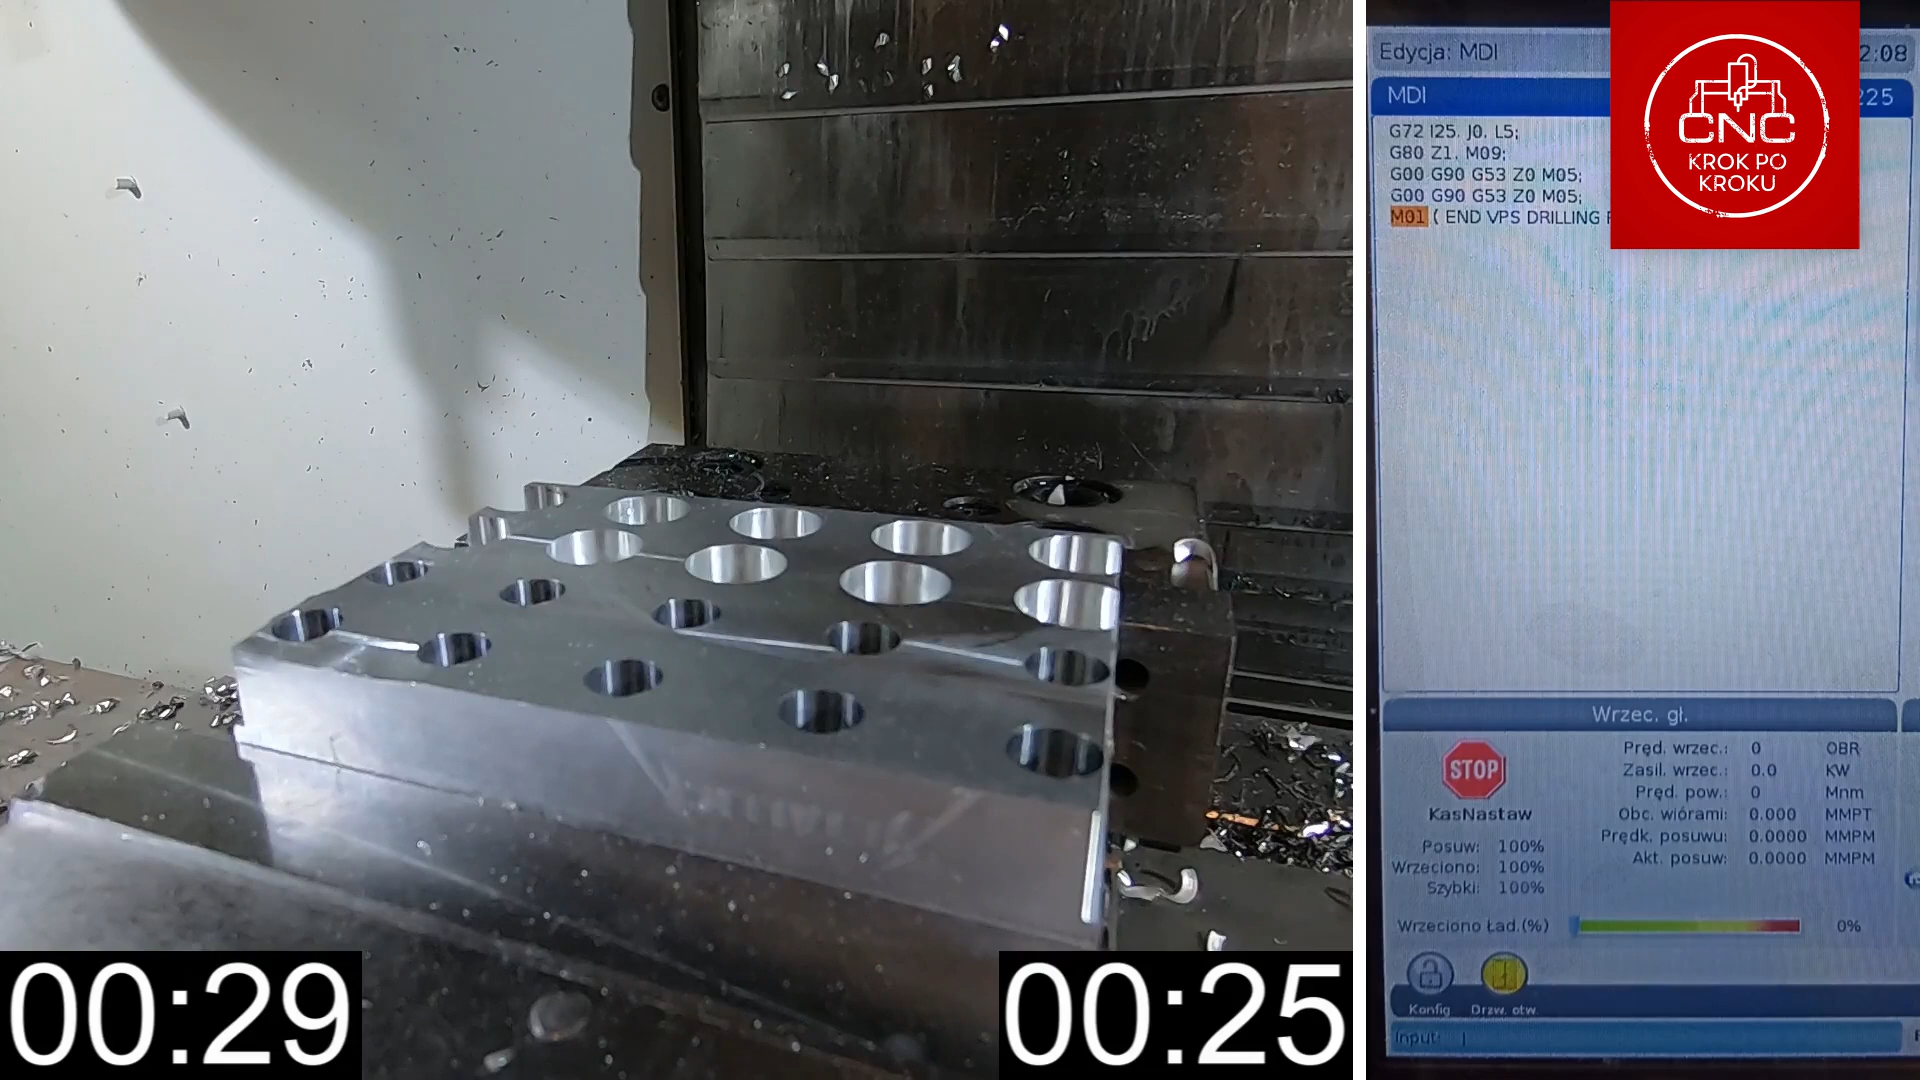 00:29
00:25
Edycja: MDI
2:08
MDI
225
G72 I25. J0. L5;
G80 Z1. M09;
G00 G90 G53 Z0 M05;
G00 G90 G53 Z0 M05;
M01 ( END VPS DRILLING
CNC
KROK PO
KROKU
Wrzec. gł.
STOP
KasNastaw
Posuw: 100%
Wrzeciono: 100%
Szybki: 100%
Pręd. wrzec.: 0 OBR
Zasil. wrzec.: 0.0 KW
Pręd. pow.: 0 Mnm
Obc. wiórami: 0.000 MMPT
Prędk. posuwu: 0.0000 MMPM
Akt. posuw: 0.0000 MMPM
Wrzeciono Ład.(%) 0%
Konfig Drzw. otw.
Input: